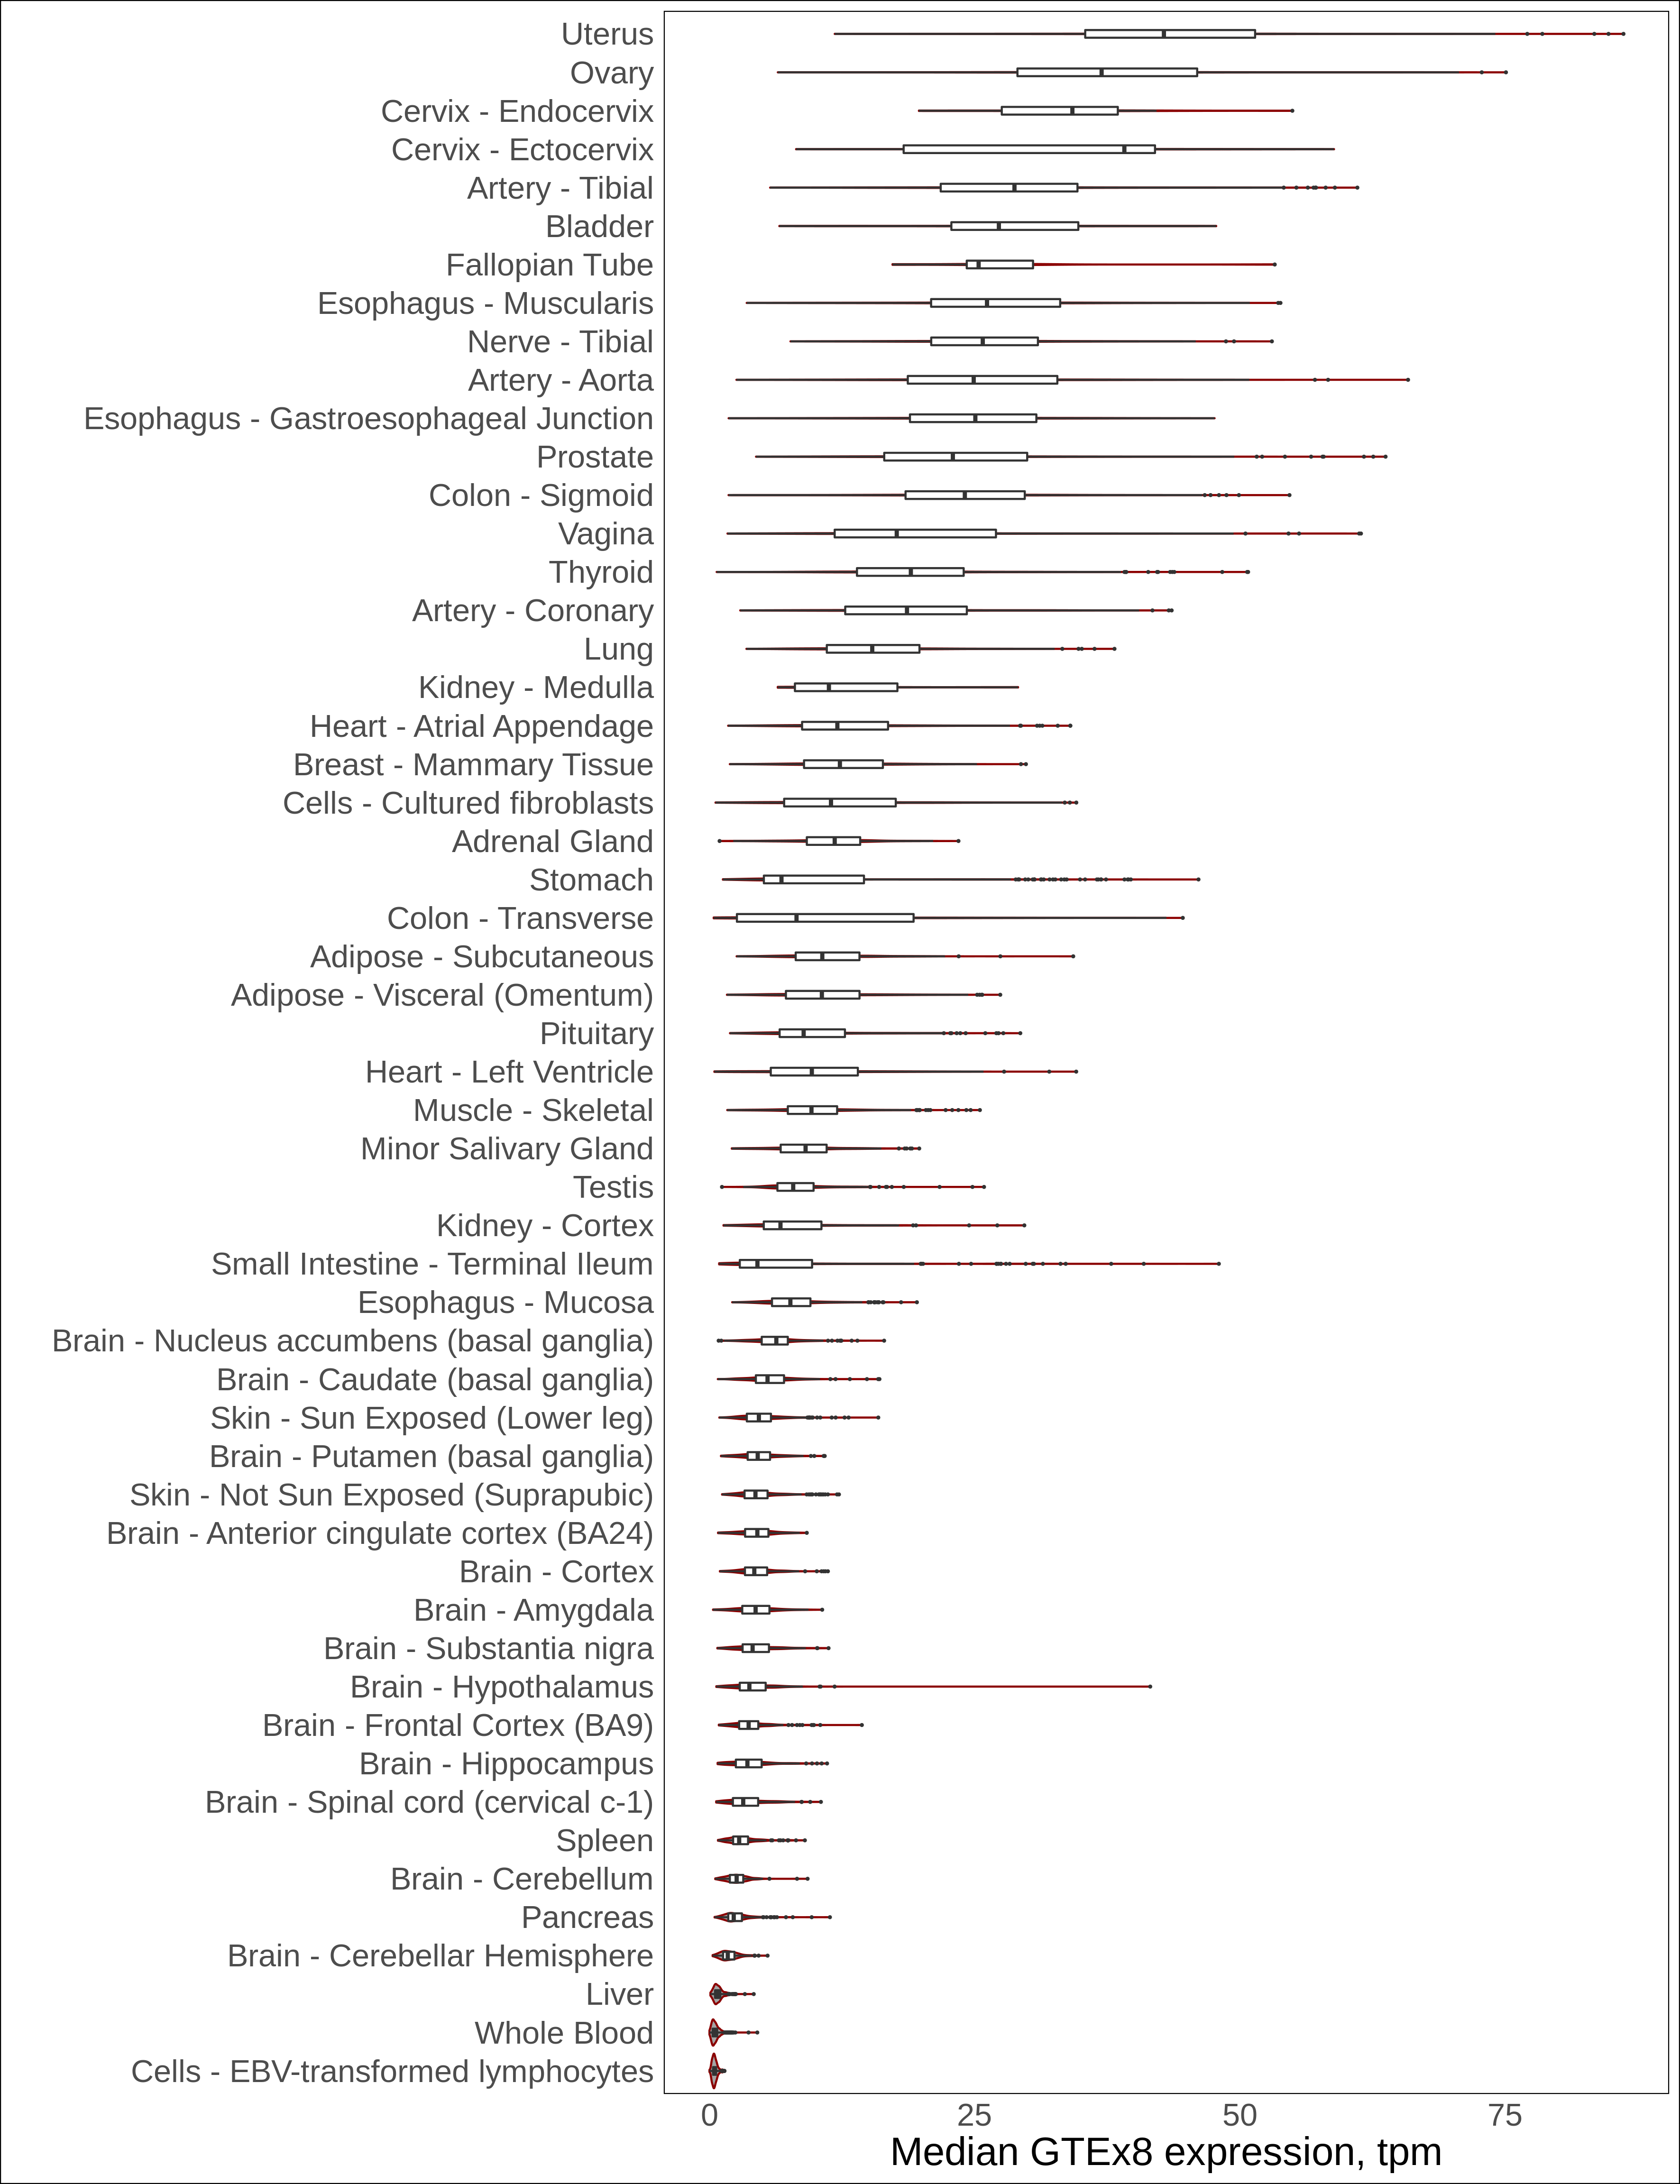 Uterus
Ovary
Cervix - Endocervix
Cervix - Ectocervix
Artery - Tibial
Bladder
Fallopian Tube
Esophagus - Muscularis
Nerve - Tibial
Artery - Aorta
Esophagus - Gastroesophageal Junction
Prostate
Colon - Sigmoid
Vagina
Thyroid
Artery - Coronary
Lung
Kidney - Medulla
Heart - Atrial Appendage
Breast - Mammary Tissue
Cells - Cultured fibroblasts
Adrenal Gland
Stomach
Colon - Transverse
Adipose - Subcutaneous
Adipose - Visceral (Omentum)
Pituitary
Heart - Left Ventricle
Muscle - Skeletal
Minor Salivary Gland
Testis
Kidney - Cortex
Small Intestine - Terminal Ileum
Esophagus - Mucosa
Brain - Nucleus accumbens (basal ganglia)
Brain - Caudate (basal ganglia)
Skin - Sun Exposed (Lower leg)
Brain - Putamen (basal ganglia)
Skin - Not Sun Exposed (Suprapubic)
Brain - Anterior cingulate cortex (BA24)
Brain - Cortex
Brain - Amygdala
Brain - Substantia nigra
Brain - Hypothalamus
Brain - Frontal Cortex (BA9)
Brain - Hippocampus
Brain - Spinal cord (cervical c-1)
Spleen
Brain - Cerebellum
Pancreas
Brain - Cerebellar Hemisphere
Liver
Whole Blood
Cells - EBV-transformed lymphocytes
0 25 50 75
Median GTEx8 expression, tpm